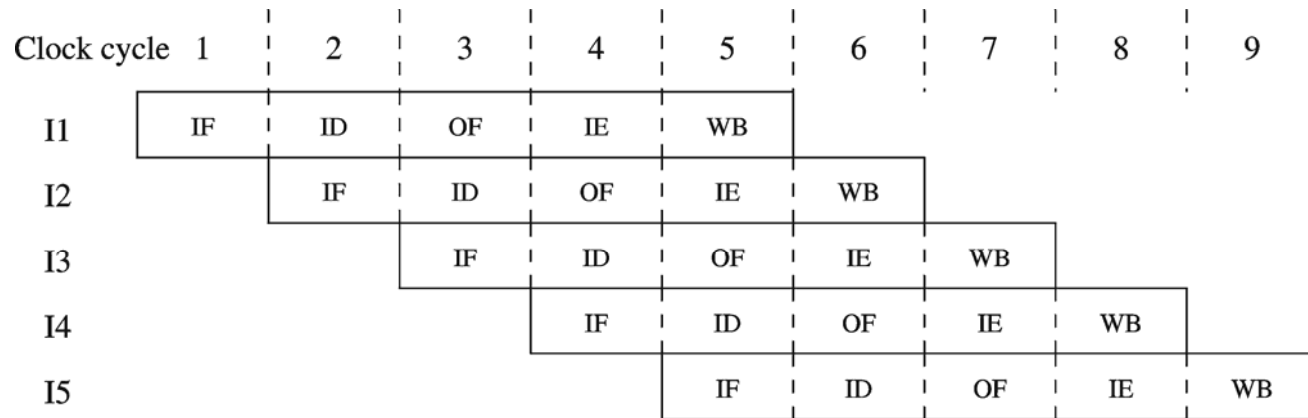 Clock cycle 1 2 3 4 5 6 7 8 9
I1 IF ID OF IE WB
I2 IF ID OF IE WB
I3 IF ID OF IE WB
I4 IF ID OF IE WB
I5 IF ID OF IE WB